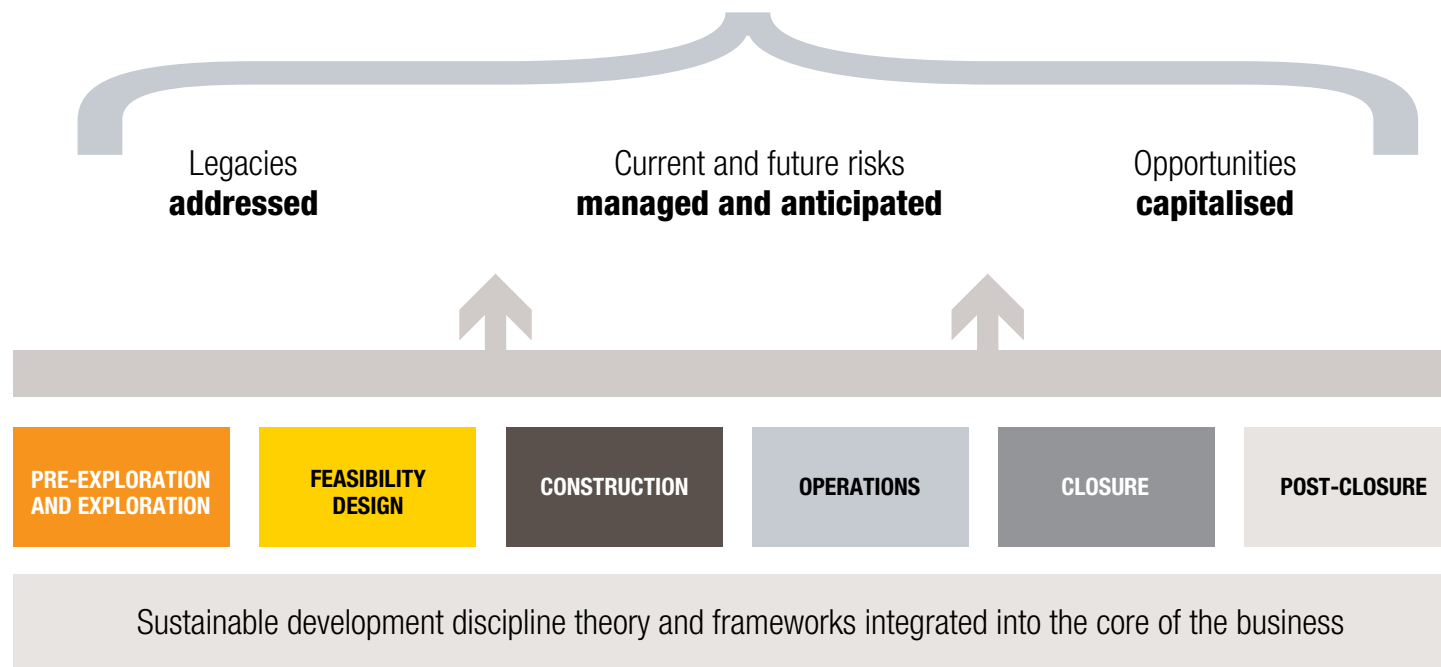 Legacies
addressed
Current and future risks
managed and anticipated
Opportunities
capitalised
PRE-EXPLORATION
AND EXPLORATION
FEASIBILITY
DESIGN
CONSTRUCTION
OPERATIONS
CLOSURE
POST-CLOSURE
Sustainable development discipline theory and frameworks integrated into the core of the business